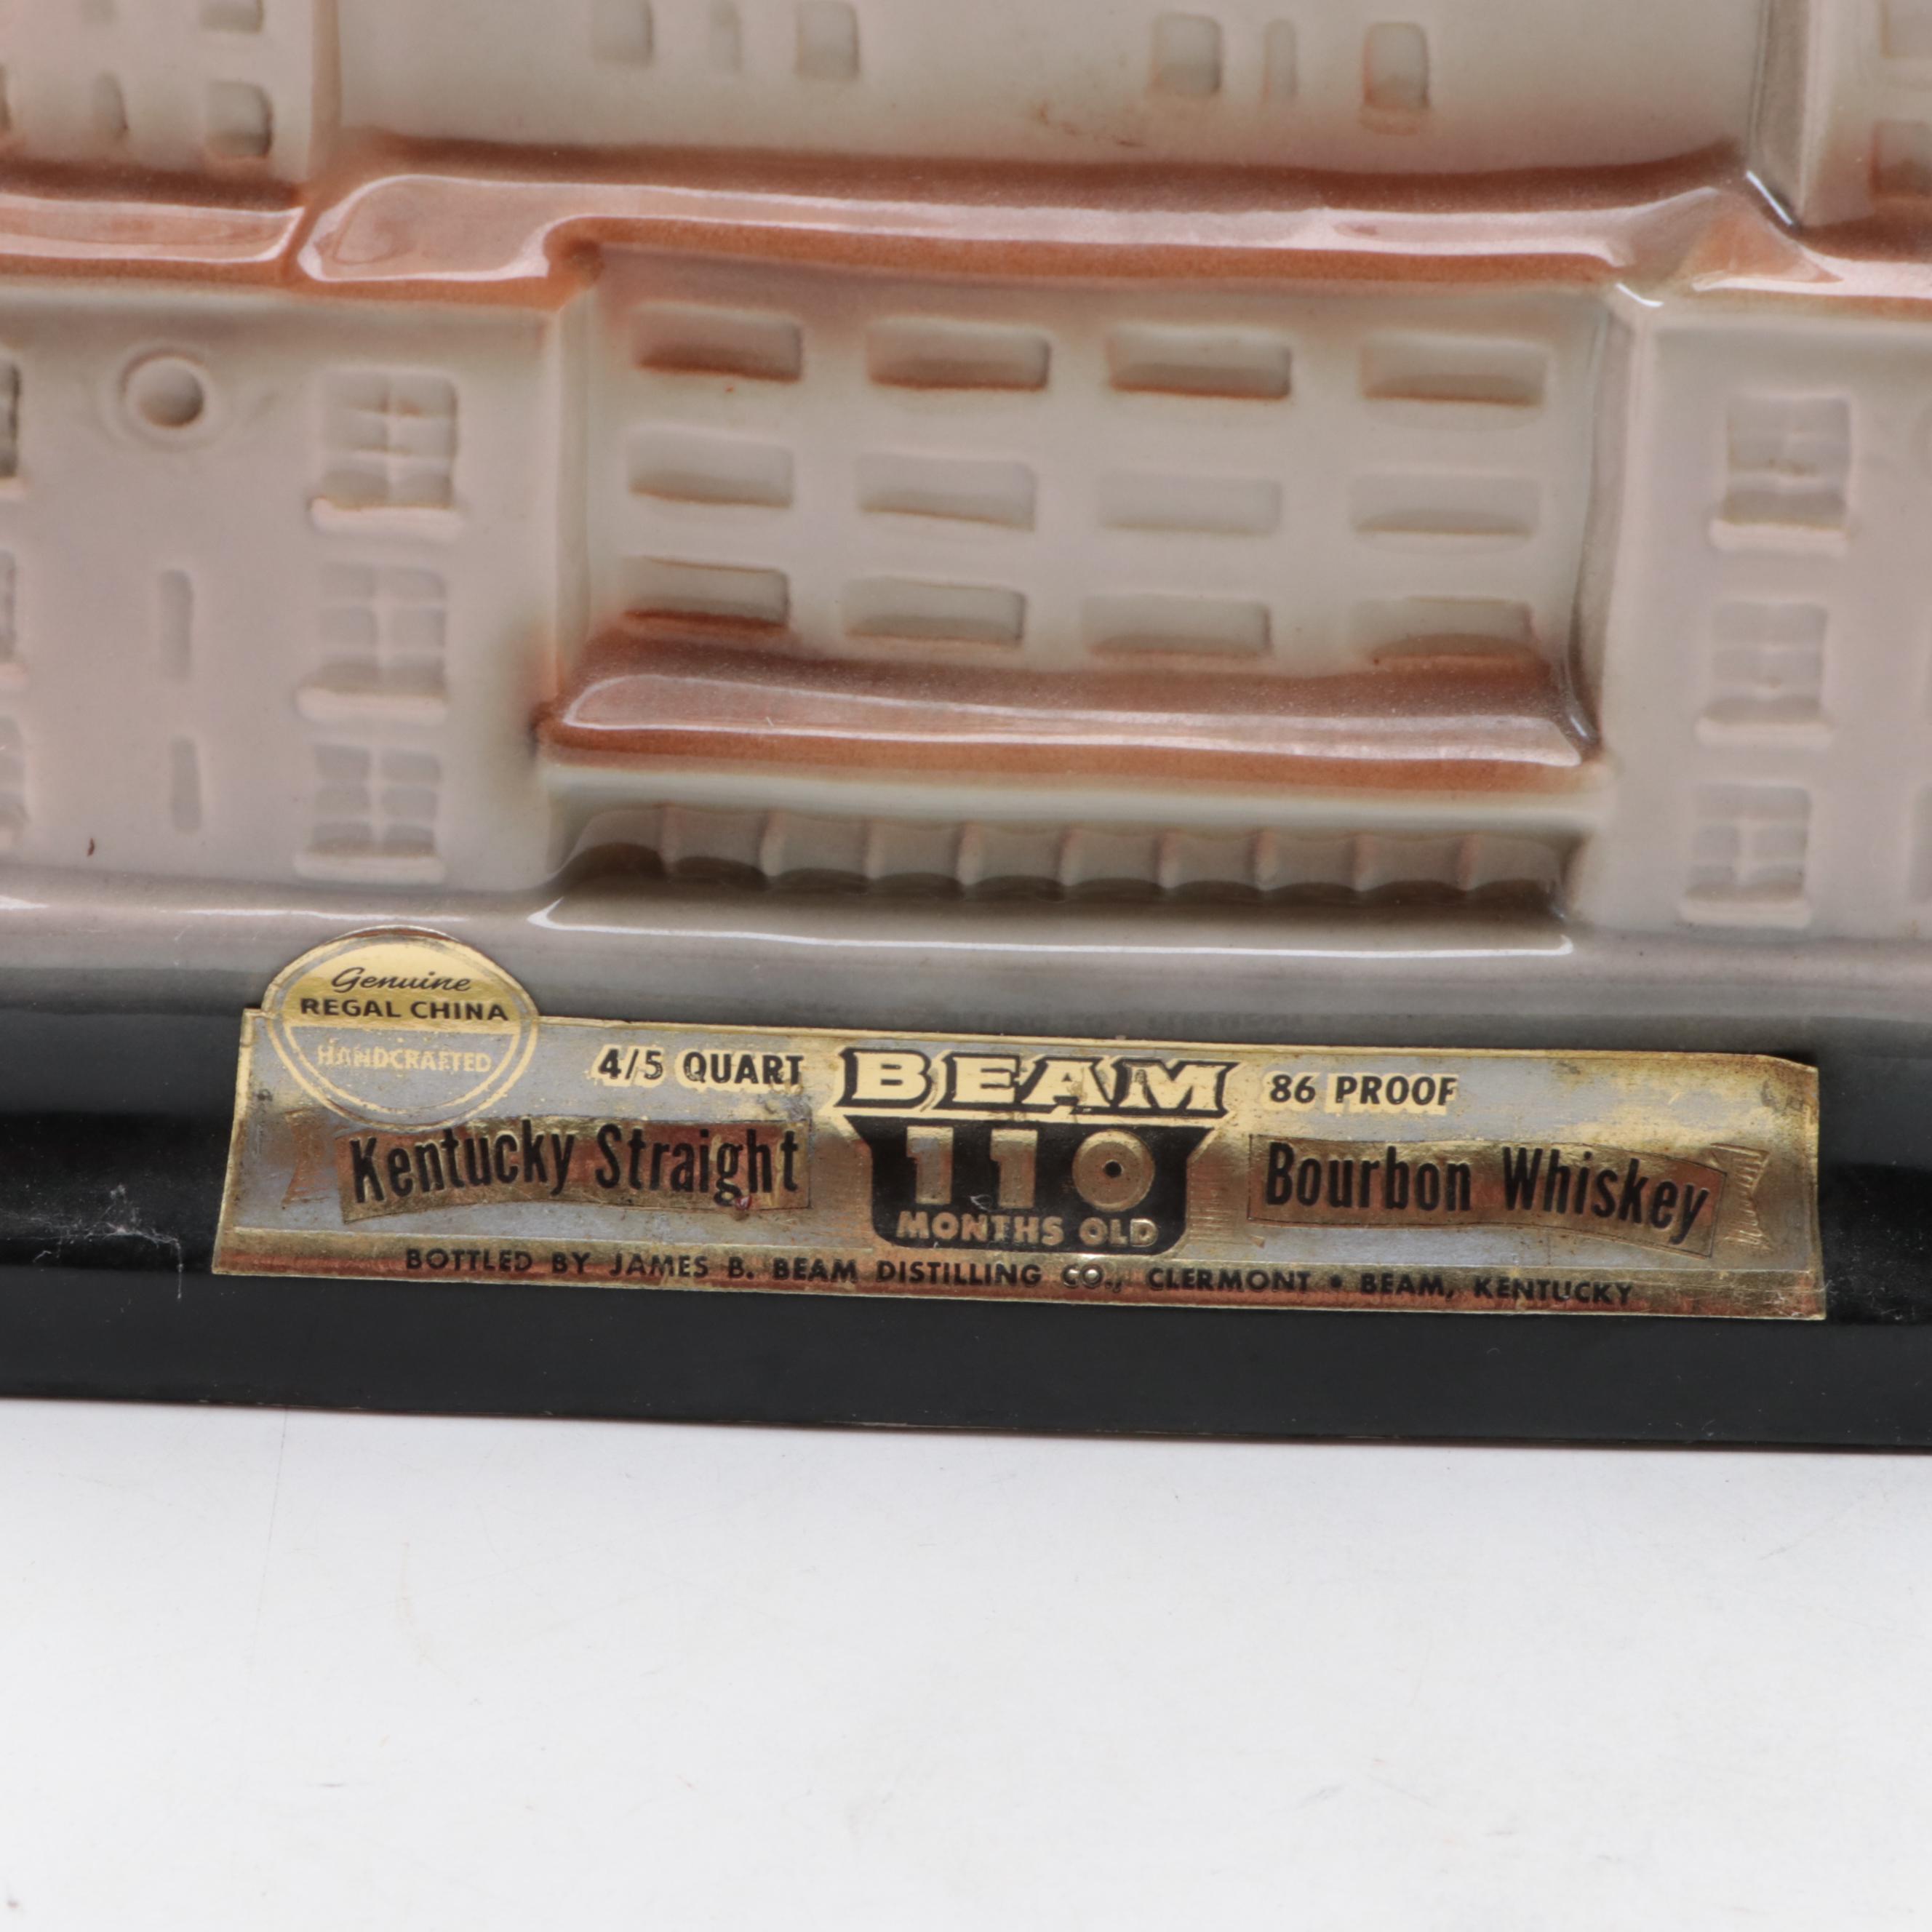 Genuine
REGAL CHINA
HANDCRAFTED
4/5 QUART BEAM 86 PROOF
Kentucky Straight 110 Bourbon Whiskey
MONTHS OLD
BOTTLED BY JAMES B. BEAM DISTILLING CO., CLERMONT • BEAM, KENTUCKY